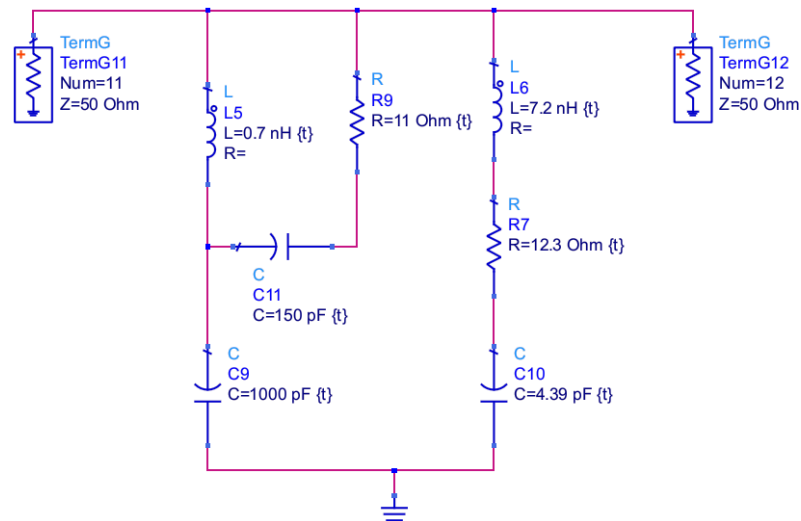 TermG
TermG11
Num=11
Z=50 Ohm
L
L5
L=0.7 nH {t}
R=
R
R9
R=11 Ohm {t}
L
L6
L=7.2 nH {t}
R=
TermG
TermG12
Num=12
Z=50 Ohm
R
R7
R=12.3 Ohm {t}
C
C11
C=150 pF {t}
C
C9
C=1000 pF {t}
C
C10
C=4.39 pF {t}